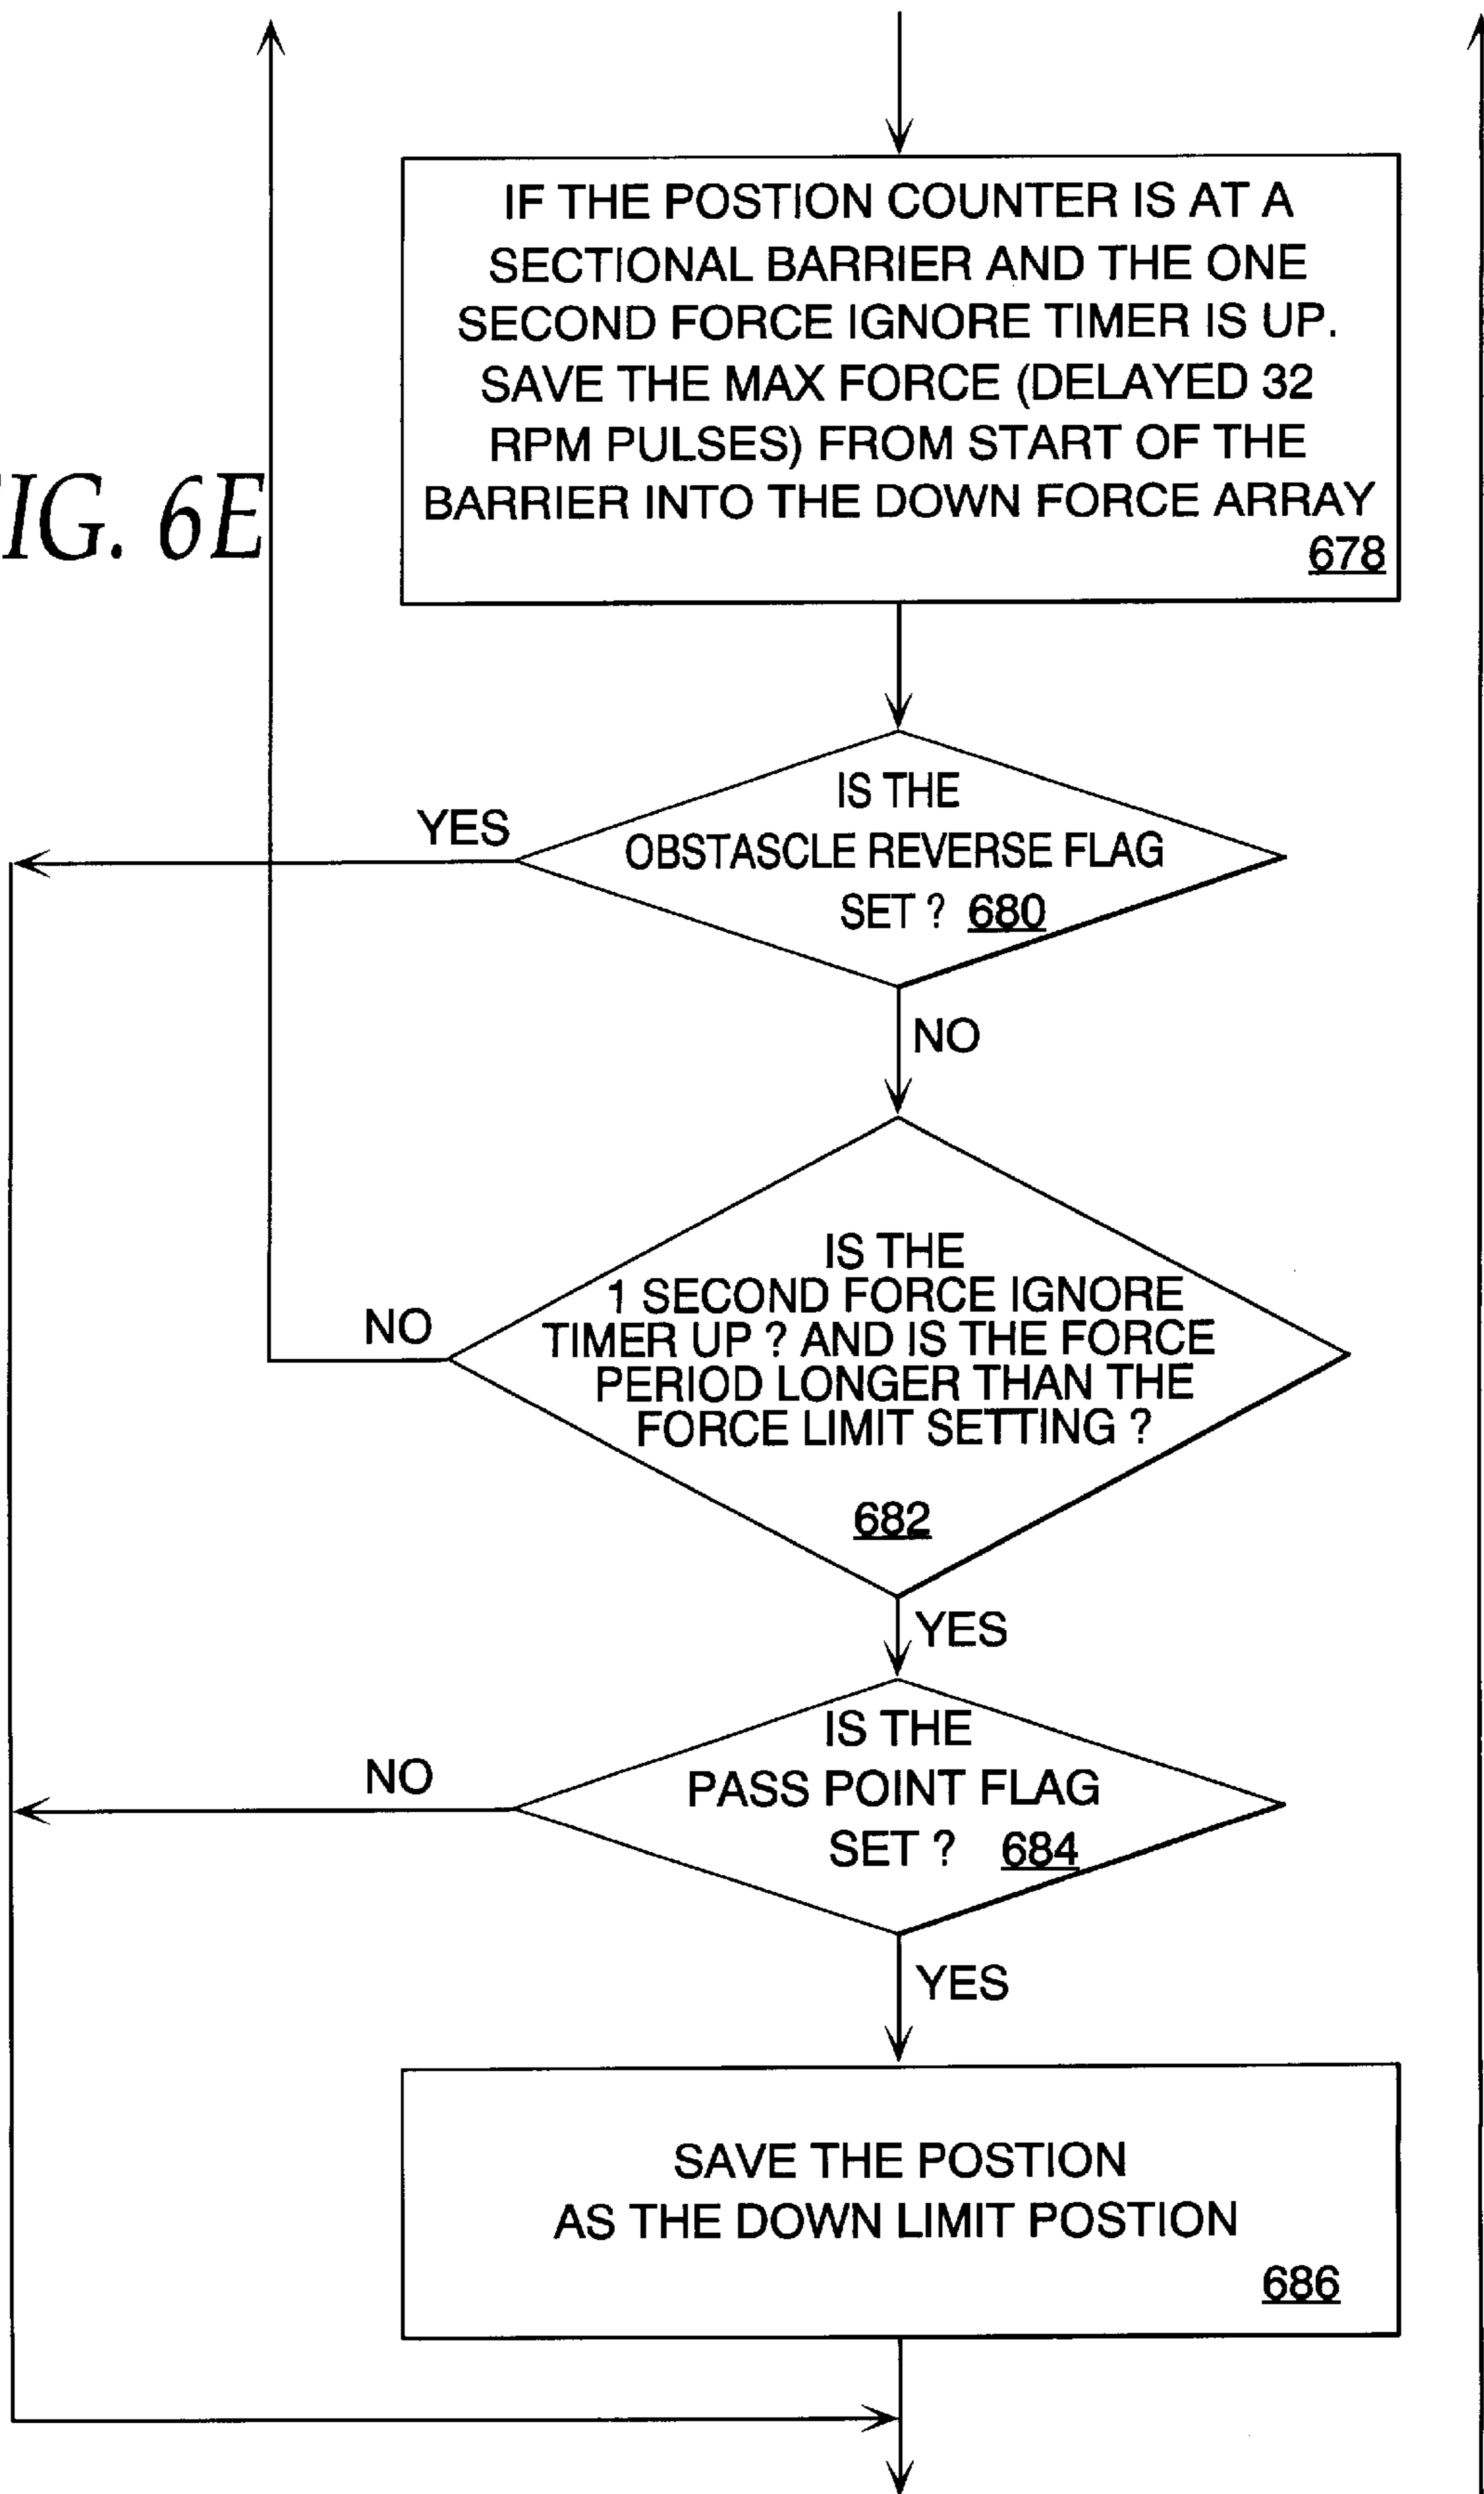 IF THE POSTION COUNTER IS AT A
SECTIONAL BARRIER AND THE ONE
SECOND FORCE IGNORE TIMER IS UP.
SAVE THE MAX FORCE (DELAYED 32
RPM PULSES) FROM START OF THE
BARRIER INTO THE DOWN FORCE ARRAY
678
IG. 6E
IS THE
OBSTASCLE REVERSE FLAG
SET ? 680
YES
NO
IS THE
1 SECOND FORCE IGNORE
TIMER UP ? AND IS THE FORCE
PERIOD LONGER THAN THE
FORCE LIMIT SETTING ?
682
NO
YES
IS THE
PASS POINT FLAG
SET ? 684
NO
YES
SAVE THE POSTION
AS THE DOWN LIMIT POSTION
686